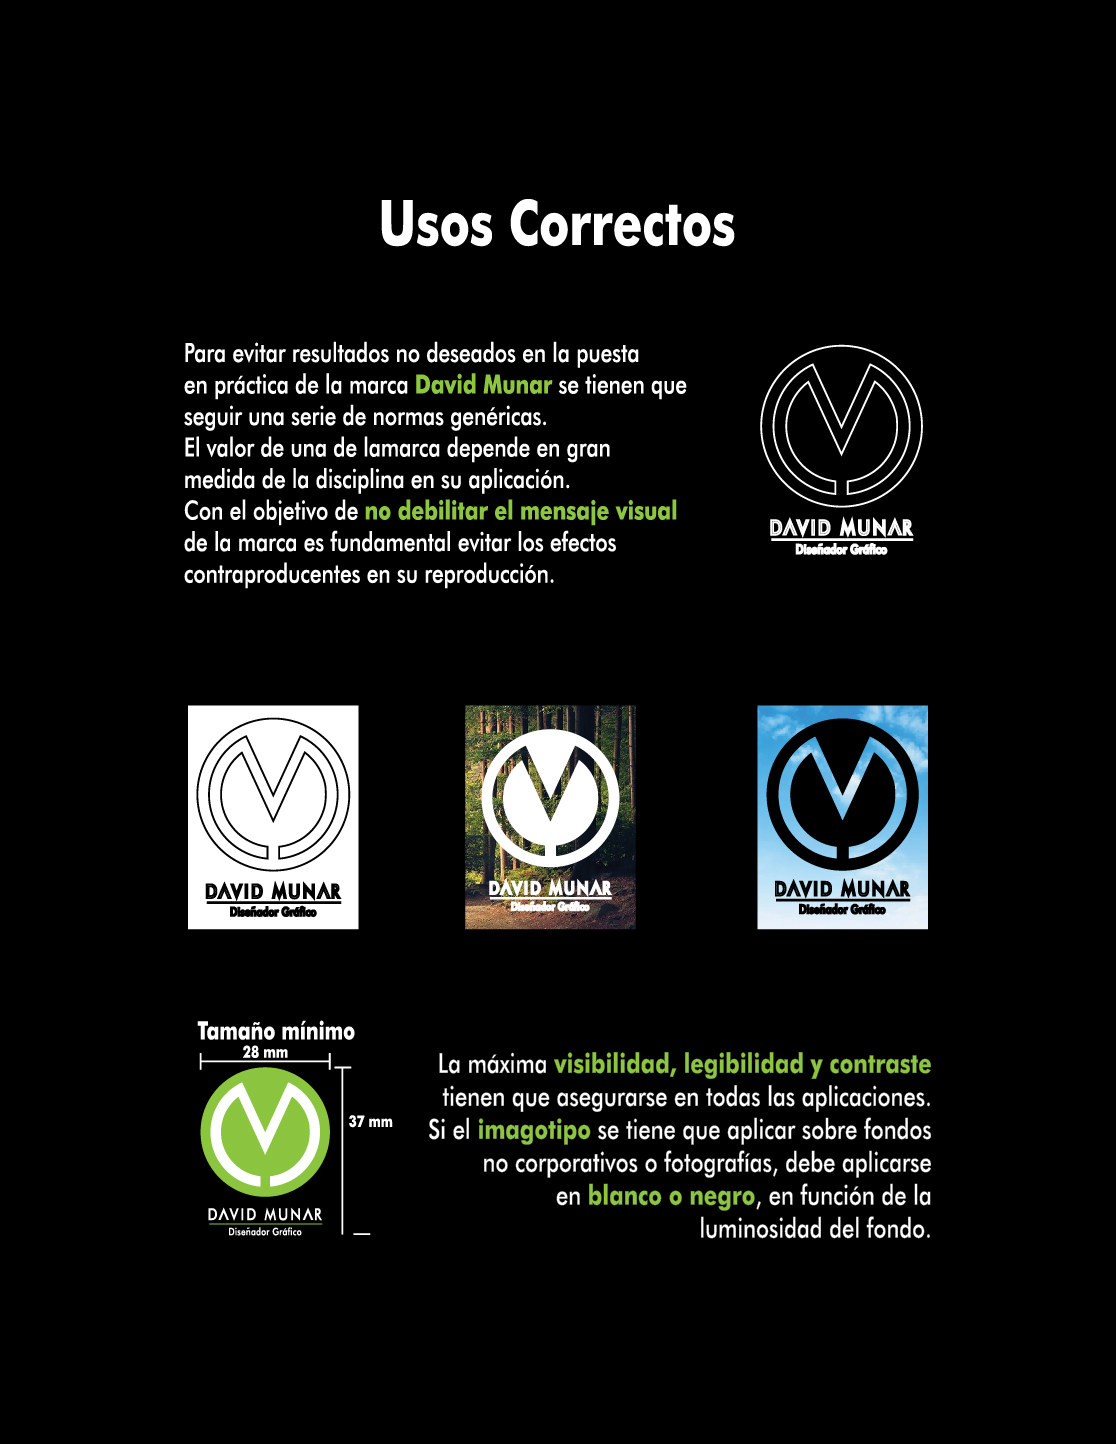 Usos Correctos
Para evitar resultados no deseados en la puesta
en práctica de la marca David Munar se tienen que
seguir una serie de normas genéricas.
El valor de una de lamarca depende en gran
medida de la disciplina en su aplicación.
Con el objetivo de no debilitar el mensaje visual
de la marca es fundamental evitar los efectos
contraproducentes en su reproducción.
DAVID MUNAR
Diseñador Gráfico
DAVID MUNAR
Diseñador Gráfico
DAVID MUNAR
Diseñador Gráfico
DAVID MUNAR
Diseñador Gráfico
Tamaño mínimo
28 mm
37 mm
DAVID MUNAR
Diseñador Gráfico
La máxima visibilidad, legibilidad y contraste
tienen que asegurarse en todas las aplicaciones.
Si el imagotipo se tiene que aplicar sobre fondos
no corporativos o fotografías, debe aplicarse
en blanco o negro, en función de la
luminosidad del fondo.